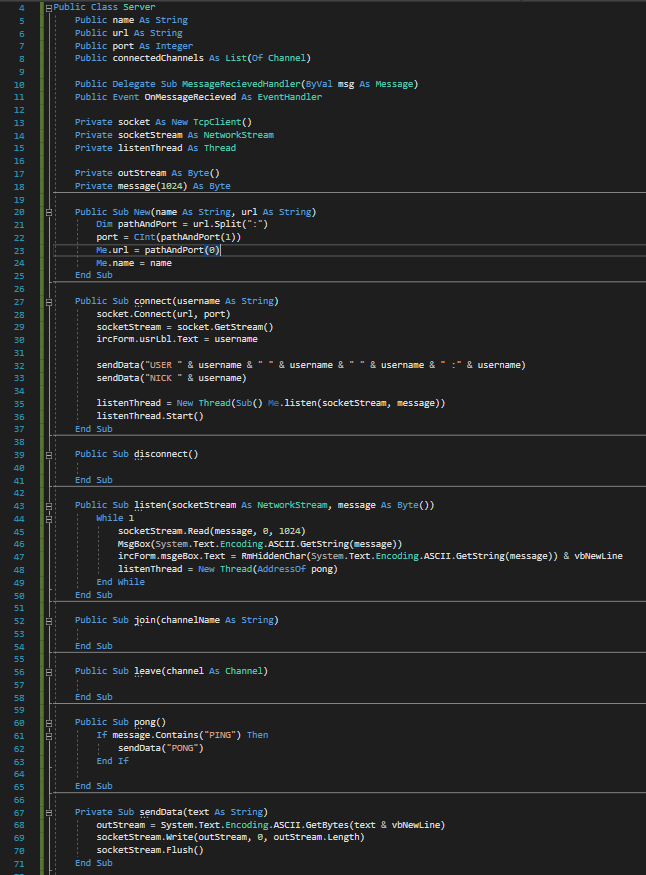 4 Public Class Server
5     Public name As String
6     Public url As String
7     Public port As Integer
8     Public connectedChannels As List(Of Channel)
9
10     Public Delegate Sub MessageRecievedHandler(ByVal msg As Message)
11     Public Event OnMessageRecieved As EventHandler
12
13     Private socket As New TcpClient()
14     Private socketStream As NetworkStream
15     Private listenThread As Thread
16
17     Private outStream As Byte()
18     Private message(1024) As Byte
19
20     Public Sub New(name As String, url As String)
21         Dim pathAndPort = url.Split(":")
22         port = CInt(pathAndPort(1))
23         Me.url = pathAndPort(0)
24         Me.name = name
25     End Sub
26
27     Public Sub connect(username As String)
28         socket.Connect(url, port)
29         socketStream = socket.GetStream()
30         ircForm.usrLbl.Text = username
31
32         sendData("USER " & username & " " & username & " " & username & " :" & username)
33         sendData("NICK " & username)
34
35         listenThread = New Thread(Sub() Me.listen(socketStream, message))
36         listenThread.Start()
37     End Sub
38
39     Public Sub disconnect()
40
41     End Sub
42
43     Public Sub listen(socketStream As NetworkStream, message As Byte())
44         While 1
45             socketStream.Read(message, 0, 1024)
46             MsgBox(System.Text.Encoding.ASCII.GetString(message))
47             ircForm.msgeBox.Text = RmHiddenChar(System.Text.Encoding.ASCII.GetString(message)) & vbNewLine
48             listenThread = New Thread(AddressOf pong)
49         End While
50     End Sub
51
52     Public Sub join(channelName As String)
53
54     End Sub
55
56     Public Sub leave(channel As Channel)
57
58     End Sub
59
60     Public Sub pong()
61         If message.Contains("PING") Then
62             sendData("PONG")
63         End If
64
65     End Sub
66
67     Private Sub sendData(text As String)
68         outStream = System.Text.Encoding.ASCII.GetBytes(text & vbNewLine)
69         socketStream.Write(outStream, 0, outStream.Length)
70         socketStream.Flush()
71     End Sub